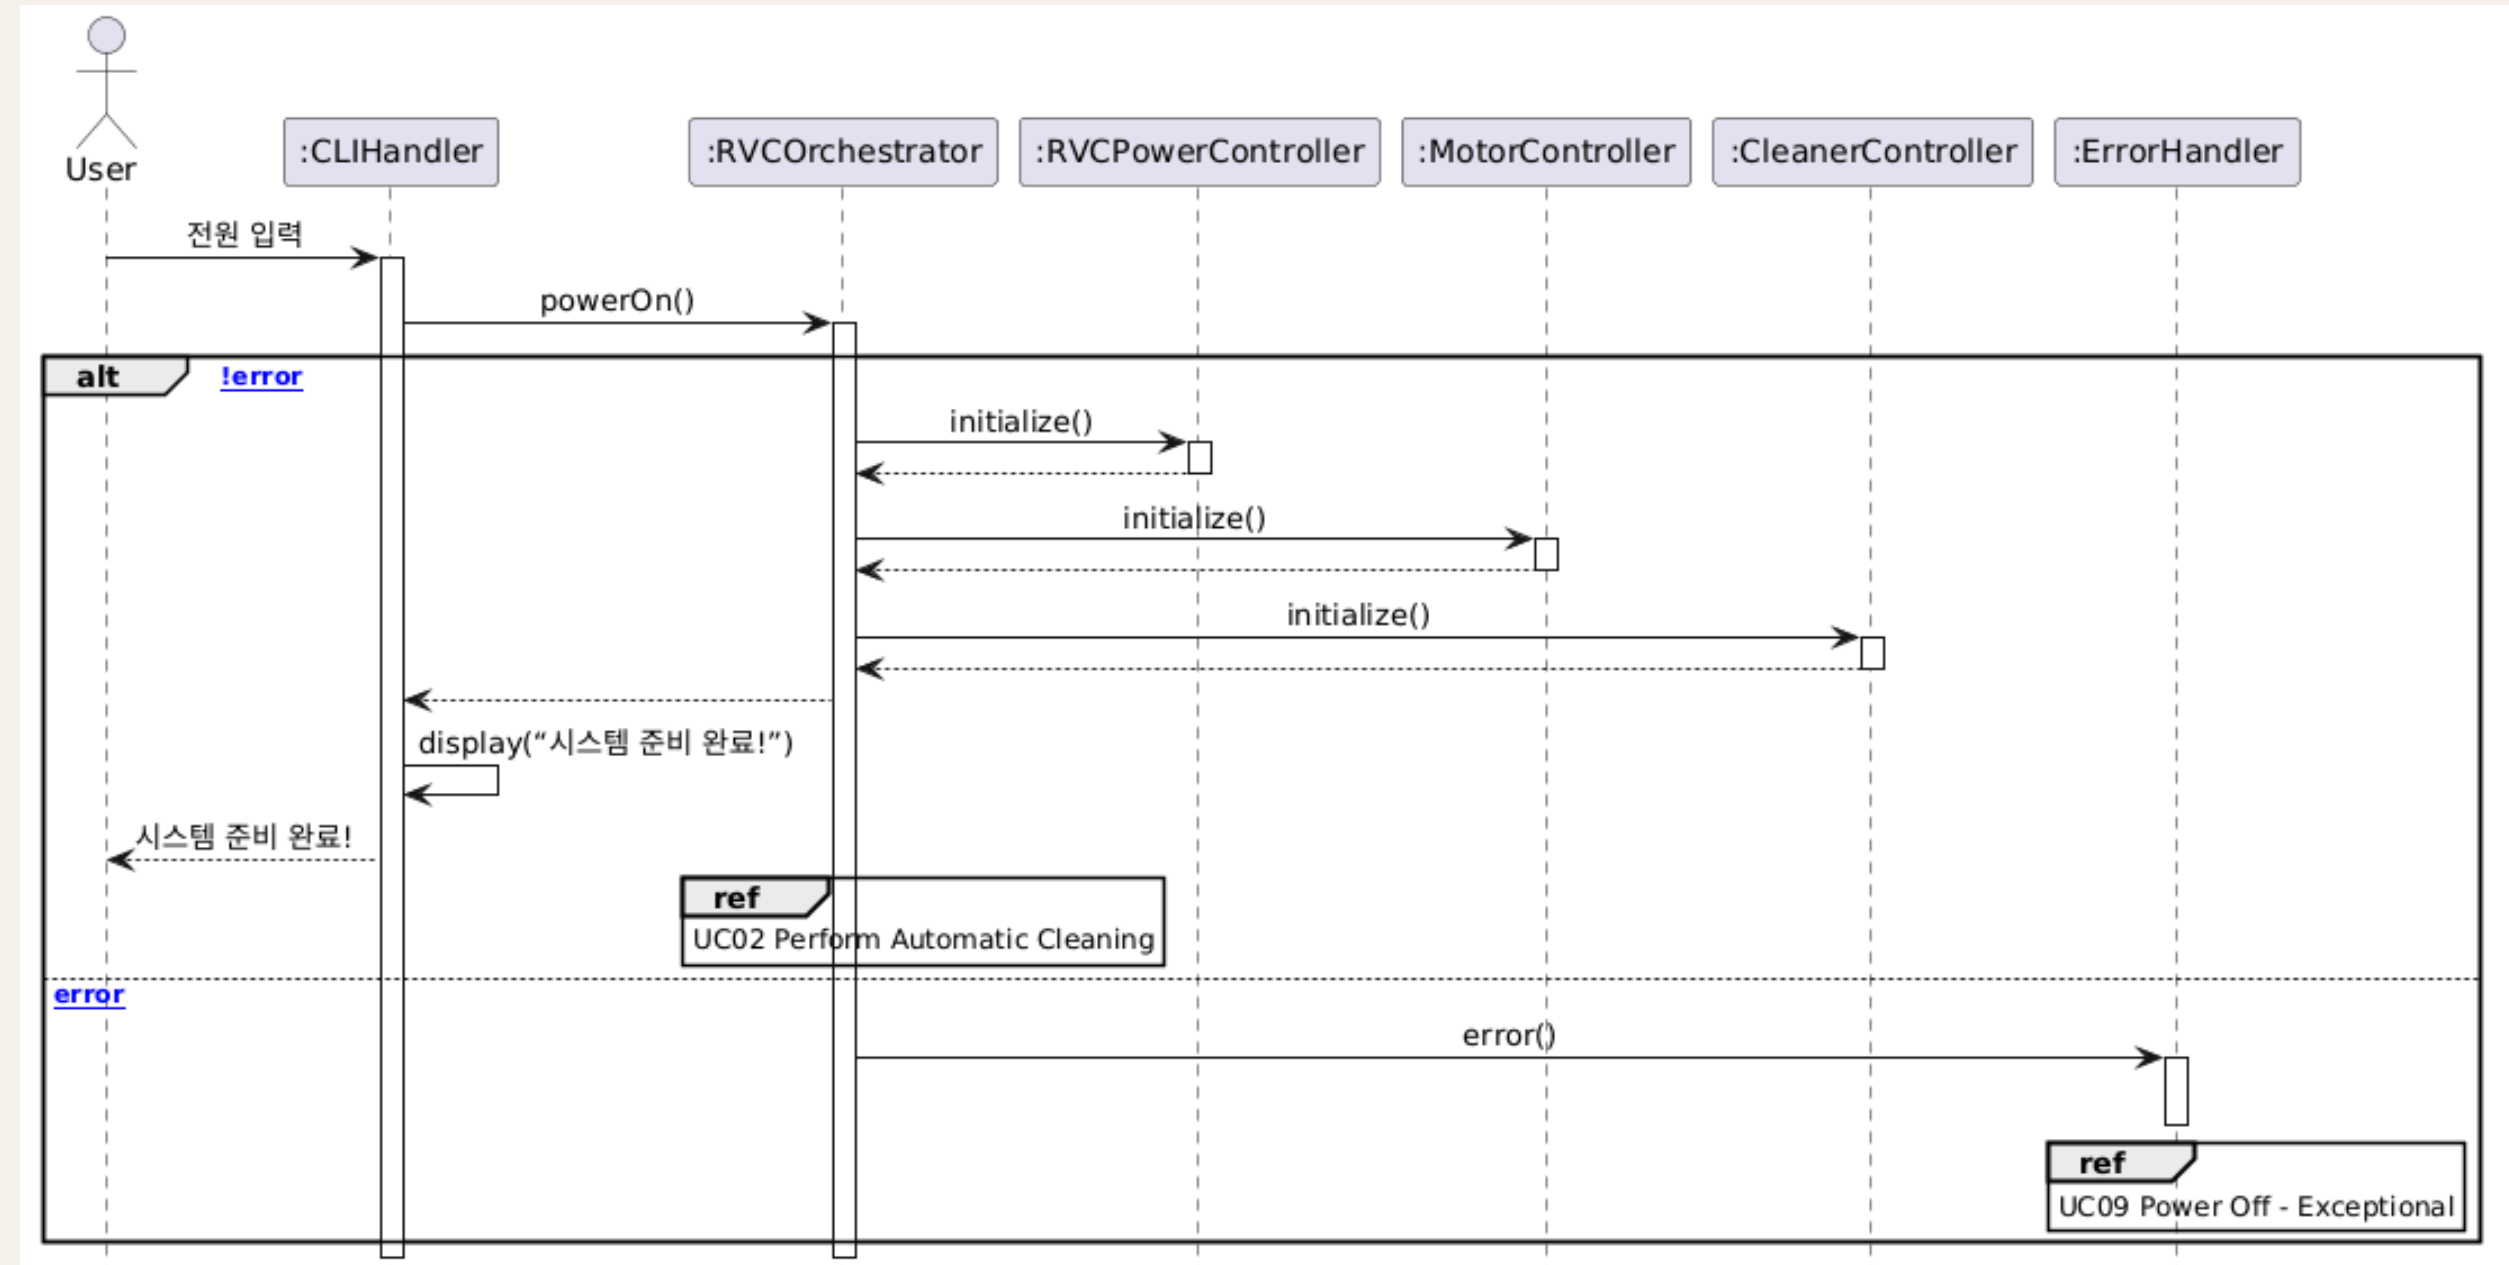 User
:CLIHandler
:RVCOrchestrator
:RVCPowerController
:MotorController
:CleanerController
:ErrorHandler
전원 입력
powerOn()
alt
!error
initialize()
initialize()
initialize()
display(“시스템 준비 완료!”)
시스템 준비 완료!
ref
UC02 Perform Automatic Cleaning
error
error()
ref
UC09 Power Off - Exceptional